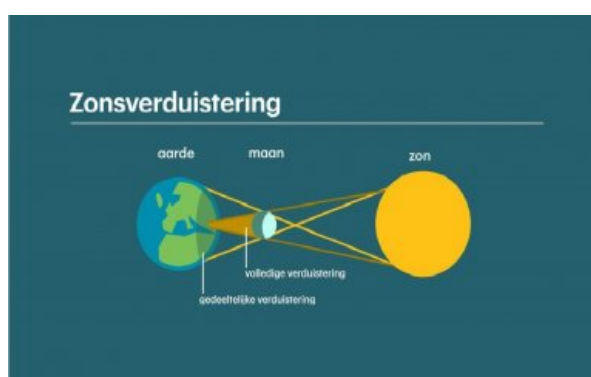 Zonsverduistering
aarde
maan
zon
volledige verduistering
gedeeltelijke verduistering